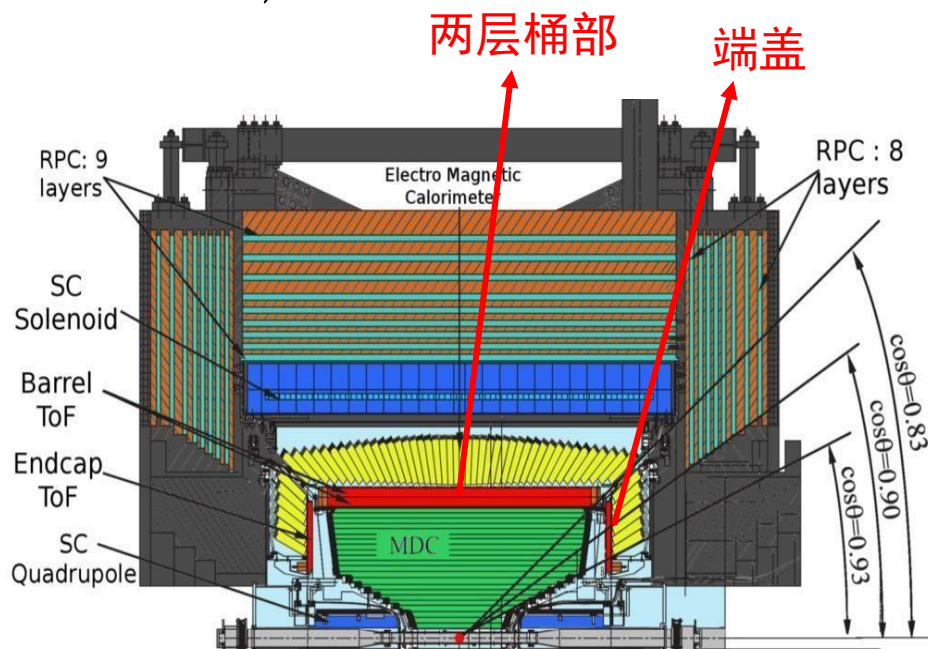 两层桶部
端盖
RPC: 9
layers
Electro Magnetic
Calorimeter
RPC : 8
layers
SC
Solenoid
Barrel
ToF
Endcap
ToF
SC
Quadrupole
MDC
cosθ=0.83
cosθ=0.90
cosθ=0.93